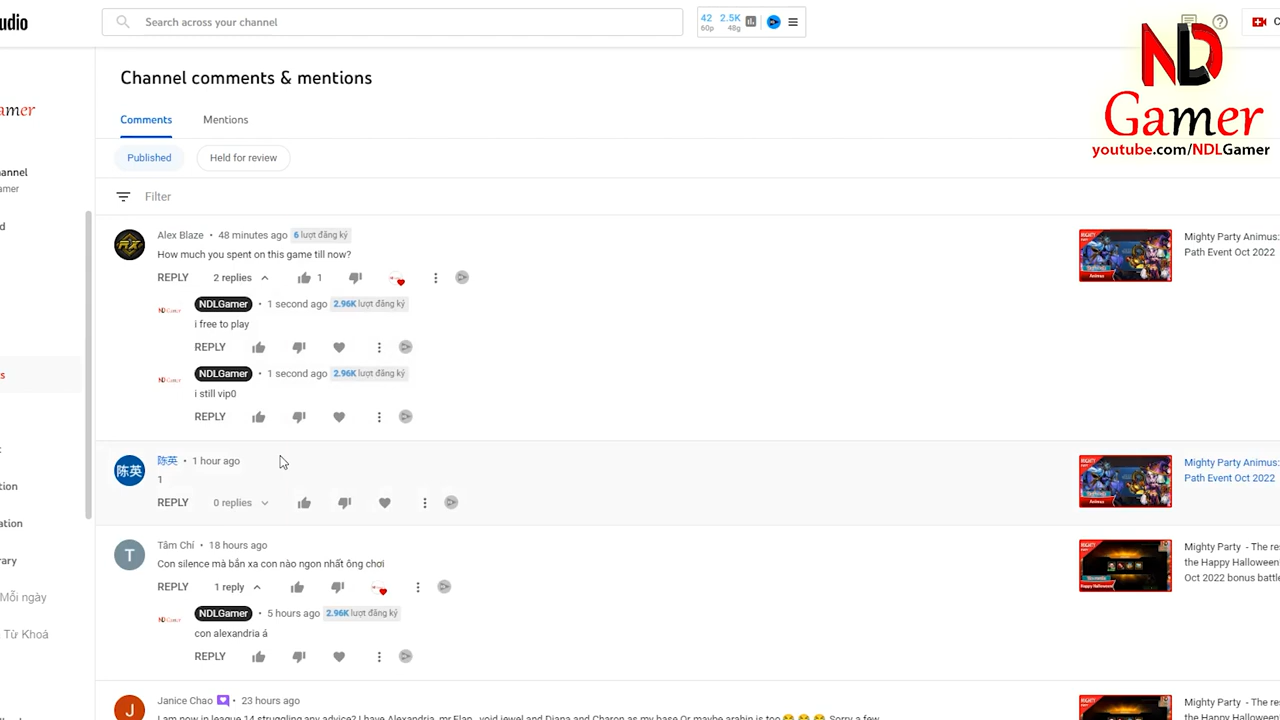 udio
Search across your channel
42 2.5K
60p 48g
C
ND
Gamer
youtube.com/NDLGamer
Channel comments & mentions
amer
Comments Mentions
Published Held for review
annel
amer
Filter
d
Alex Blaze • 48 minutes ago 6 lượt đăng ký
How much you spent on this game till now?
REPLY 2 replies 1
Mighty Party Animus:
Path Event Oct 2022
NDLGamer • 1 second ago 2.96K lượt đăng ký
i free to play
REPLY
s
NDLGamer • 1 second ago 2.96K lượt đăng ký
i still vip0
REPLY
陈英
陈英 • 1 hour ago
1
REPLY 0 replies
Mighty Party Animus:
Path Event Oct 2022
tion
ation
rary
Mỗi ngày
Từ Khoá
T
Tâm Chí • 18 hours ago
Con silence mà bắn xa con nào ngon nhất ông chơi
REPLY 1 reply
Mighty Party - The res
the Happy Halloween
Oct 2022 bonus battle
NDLGamer • 5 hours ago 2.96K lượt đăng ký
con alexandria á
REPLY
J
Janice Chao • 23 hours ago
I am now in league 14 struggling any advice? I have Alexandria, mr Flap, void jewel and Diana and Charon as my base Or maybe arabin is too 😂 😂 😂 Sorry a few
Mighty Party - The res
the Happy Halloween